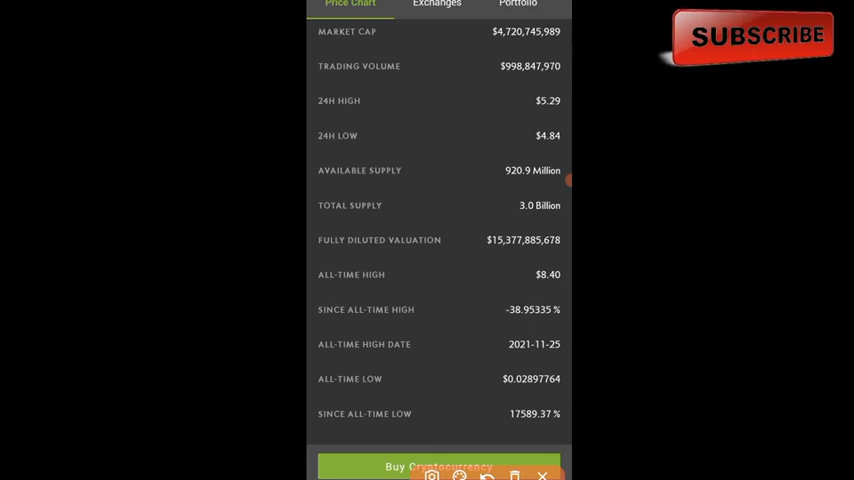 Price Chart Exchanges Portfolio
SUBSCRIBE
MARKET CAP $4,720,745,989
TRADING VOLUME $998,847,970
24H HIGH $5.29
24H LOW $4.84
AVAILABLE SUPPLY 920.9 Million
TOTAL SUPPLY 3.0 Billion
FULLY DILUTED VALUATION $15,377,885,678
ALL-TIME HIGH $8.40
SINCE ALL-TIME HIGH -38.95335 %
ALL-TIME HIGH DATE 2021-11-25
ALL-TIME LOW $0.02897764
SINCE ALL-TIME LOW 17589.37 %
Buy Cryptocurrency